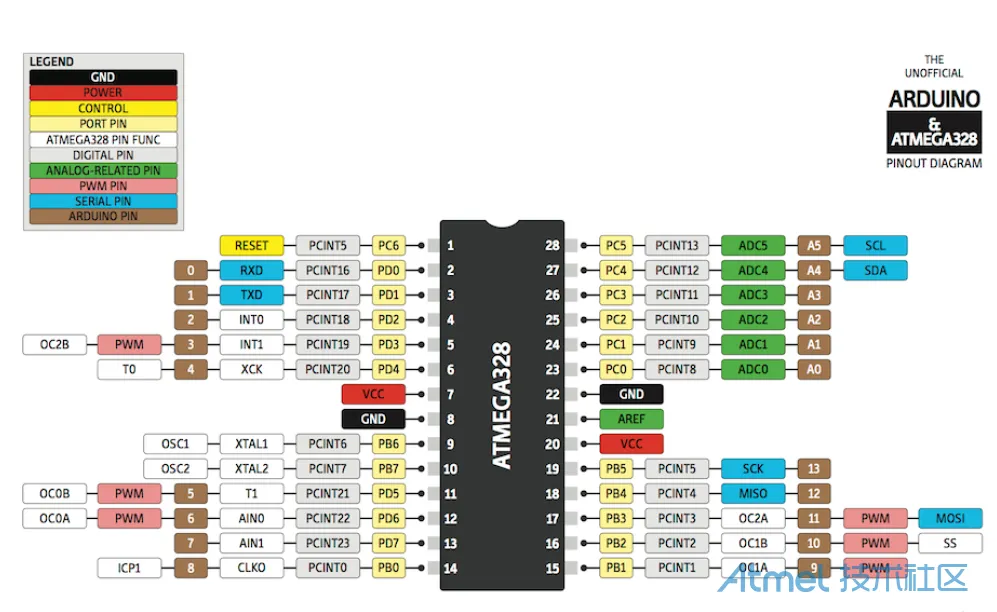 LEGEND
GND
POWER
CONTROL
PORT PIN
ATMEGA328 PIN FUNC
DIGITAL PIN
ANALOG-RELATED PIN
PWM PIN
SERIAL PIN
ARDUINO PIN
THE
UNOFFICIAL
ARDUINO
&
ATMEGA328
PINOUT DIAGRAM
RESET PCINT5 PC6 1 28 PC5 PCINT13 ADC5 A5 SCL
0 RXD PCINT16 PD0 2 27 PC4 PCINT12 ADC4 A4 SDA
1 TXD PCINT17 PD1 3 26 PC3 PCINT11 ADC3 A3
2 INT0 PCINT18 PD2 4 25 PC2 PCINT10 ADC2 A2
OC2B PWM 3 INT1 PCINT19 PD3 5 24 PC1 PCINT9 ADC1 A1
T0 4 XCK PCINT20 PD4 6 23 PC0 PCINT8 ADC0 A0
VCC 7 22 GND
GND 8 21 AREF
OSC1 XTAL1 PCINT6 PB6 9 20 VCC
OSC2 XTAL2 PCINT7 PB7 10 19 PB5 PCINT5 SCK 13
OC0B PWM 5 T1 PCINT21 PD5 11 18 PB4 PCINT4 MISO 12
OC0A PWM 6 AIN0 PCINT22 PD6 12 17 PB3 PCINT3 OC2A 11 PWM MOSI
7 AIN1 PCINT23 PD7 13 16 PB2 PCINT2 OC1B 10 PWM SS
ICP1 8 CLKO PCINT0 PB0 14 15 PB1 PCINT1 OC1A 9 PWM
ATMEGA328
Atmel 技术社区